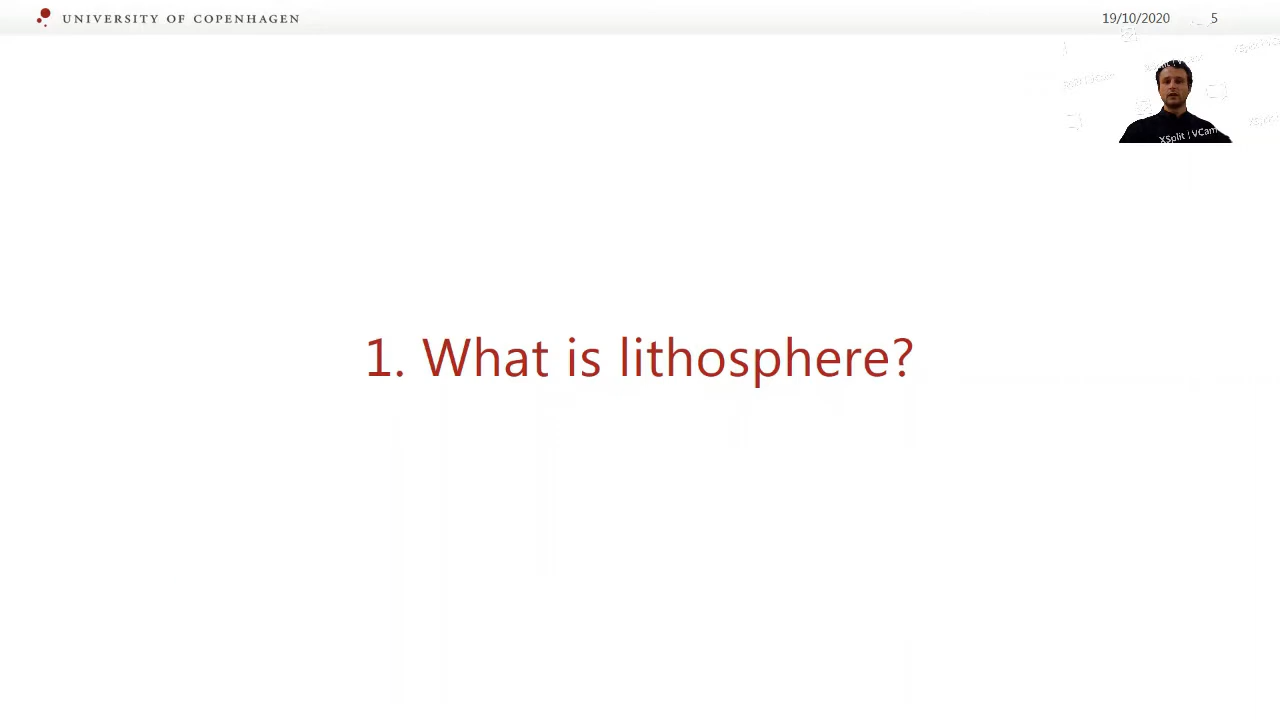 UNIVERSITY OF COPENHAGEN
19/10/2020
5
XSplit | VCam
1. What is lithosphere?